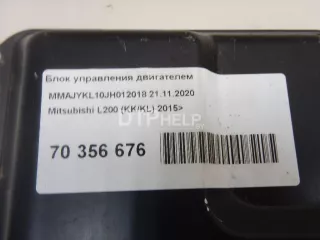 Блок управления двигателем
MMAJYKL10JH012018 21.11.2020
Mitsubishi L200 (KK/KL) 2015>
DTPHELP
70 356 676